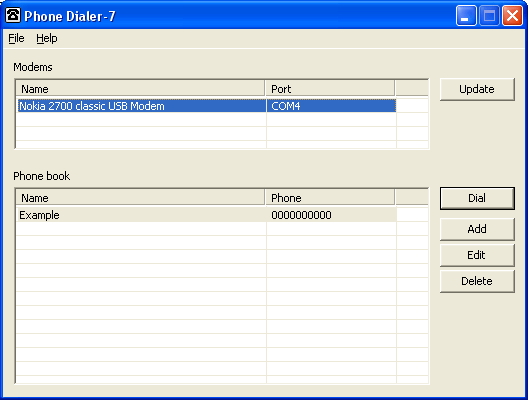 Phone Dialer-7
File Help
Modems
Name Port
Nokia 2700 classic USB Modem COM4
Update
Phone book
Name Phone
Example 0000000000
Dial
Add
Edit
Delete